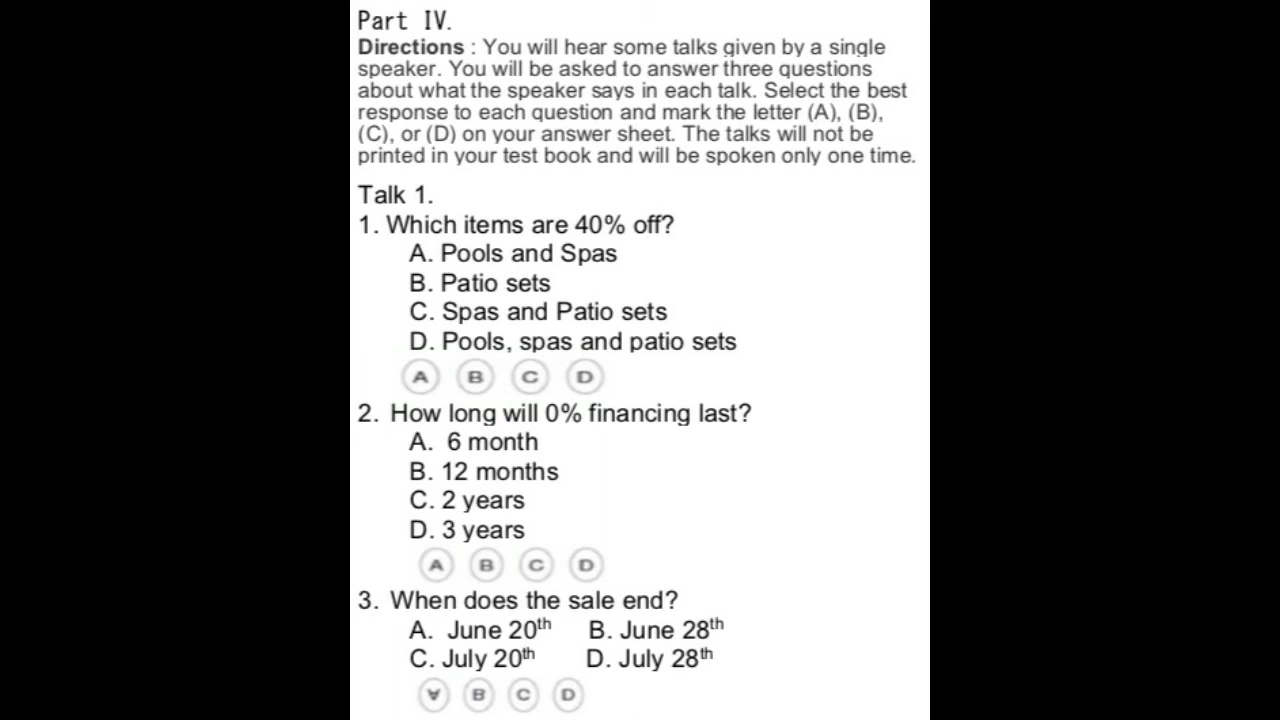 Part IV.
Directions : You will hear some talks given by a single
speaker. You will be asked to answer three questions
about what the speaker says in each talk. Select the best
response to each question and mark the letter (A), (B),
(C), or (D) on your answer sheet. The talks will not be
printed in your test book and will be spoken only one time.
Talk 1.
1. Which items are 40% off?
A. Pools and Spas
B. Patio sets
C. Spas and Patio sets
D. Pools, spas and patio sets
A B C D
2. How long will 0% financing last?
A. 6 month
B. 12 months
C. 2 years
D. 3 years
A B C D
3. When does the sale end?
A. June 20th B. June 28th
C. July 20th D. July 28th
∀ B C D